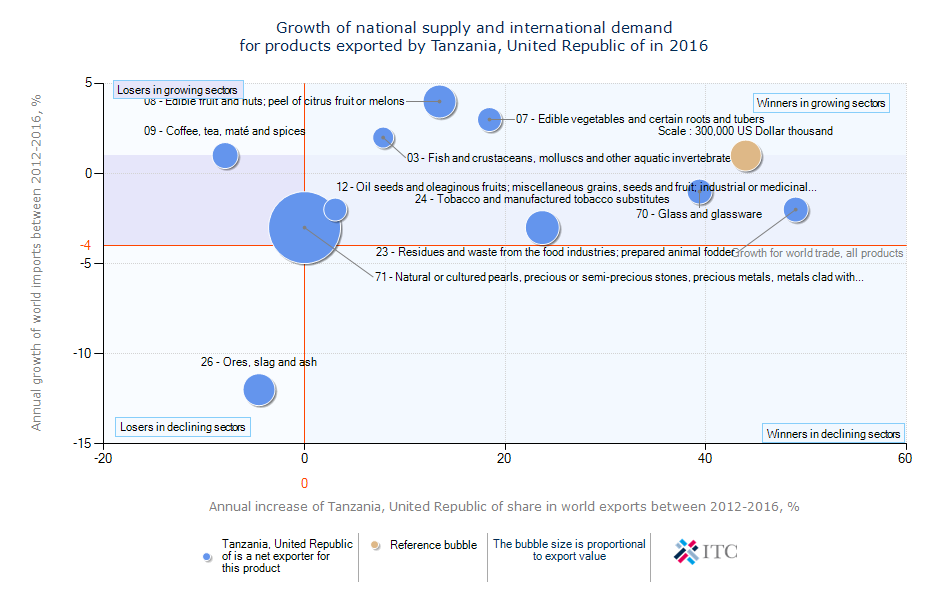 Growth of national supply and international demand
for products exported by Tanzania, United Republic of in 2016
Annual growth of world imports between 2012-2016, %
5
0
-4
-5
-10
-15
Losers in growing sectors
08 - Edible fruit and nuts; peel of citrus fruit or melons
Winners in growing sectors
07 - Edible vegetables and certain roots and tubers
09 - Coffee, tea, maté and spices
Scale : 300,000 US Dollar thousand
03 - Fish and crustaceans, molluscs and other aquatic invertebrate
12 - Oil seeds and oleaginous fruits; miscellaneous grains, seeds and fruit; industrial or medicinal...
24 - Tobacco and manufactured tobacco substitutes
70 - Glass and glassware
23 - Residues and waste from the food industries; prepared animal fodder
Growth for world trade, all products
71 - Natural or cultured pearls, precious or semi-precious stones, precious metals, metals clad with...
26 - Ores, slag and ash
Losers in declining sectors
Winners in declining sectors
-20
0
20
40
60
0
Annual increase of Tanzania, United Republic of share in world exports between 2012-2016, %
Tanzania, United Republic
of is a net exporter for
this product
Reference bubble
The bubble size is proportional
to export value
ITC